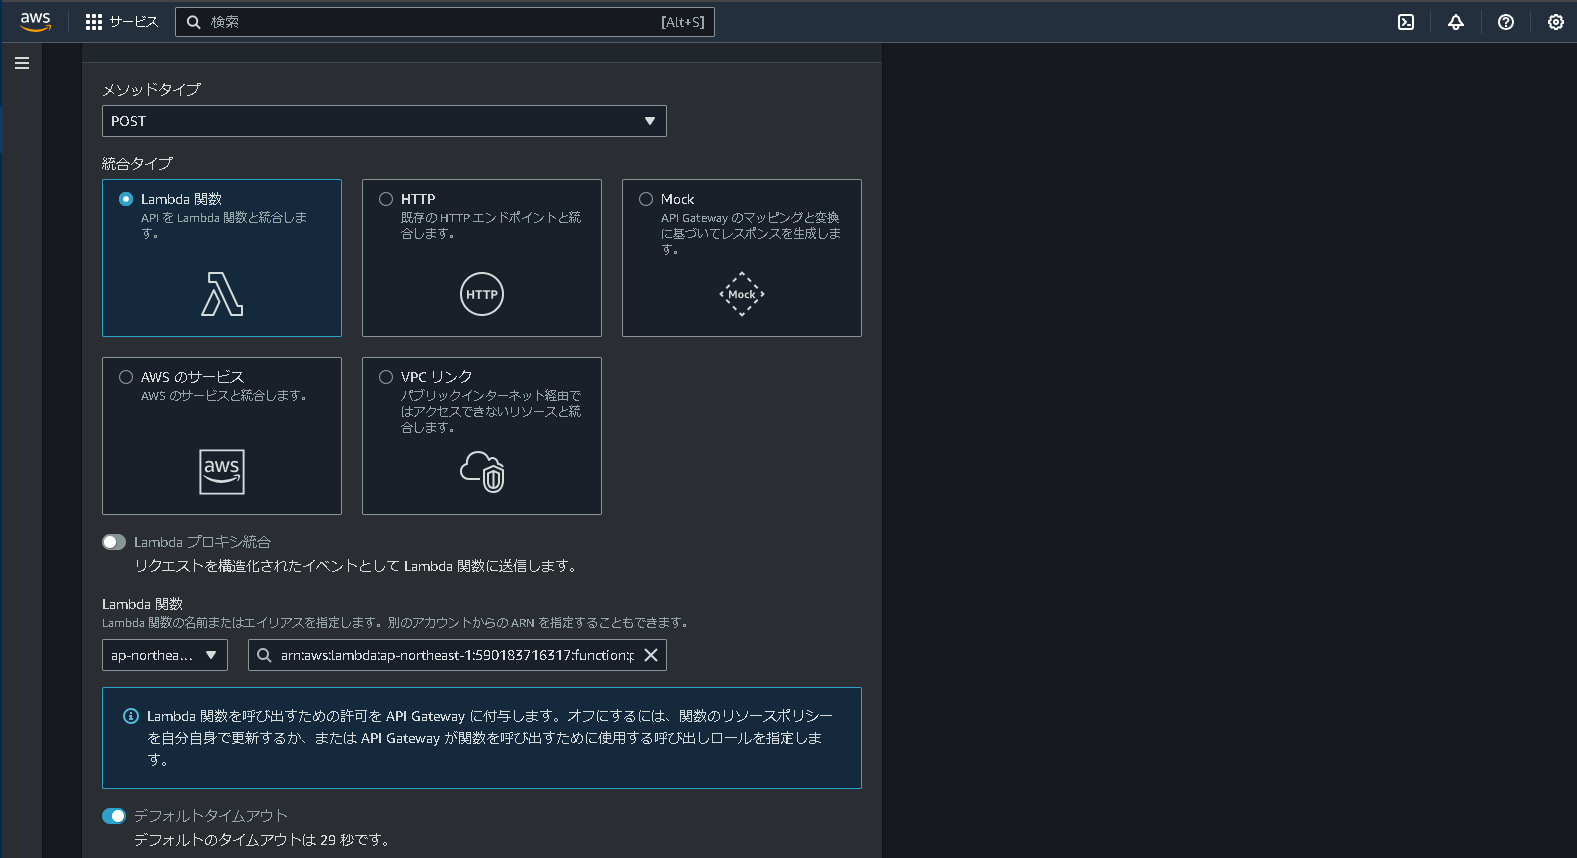 aws
サービス
検索
[Alt+S]
メソッドタイプ
POST
統合タイプ
Lambda 関数
API を Lambda 関数と統合しま
す。
HTTP
既存の HTTP エンドポイントと統
合します。
HTTP
Mock
API Gateway のマッピングと変換
に基づいてレスポンスを生成しま
す。
Mock
AWS のサービス
AWS のサービスと統合します。
aws
VPC リンク
パブリックインターネット経由で
はアクセスできないリソースと統
合します。
Lambda プロキシ統合
リクエストを構造化されたイベントとして Lambda 関数に送信します。
Lambda 関数
Lambda 関数の名前またはエイリアスを指定します。別のアカウントからの ARN を指定することもできます。
ap-northea...
arn:aws:lambda:ap-northeast-1:590183716317:function:p
Lambda 関数を呼び出すための許可を API Gateway に付与します。オフにするには、関数のリソースポリシー
を自分自身で更新するか、または API Gateway が関数を呼び出すために使用する呼び出しロールを指定しま
す。
デフォルトタイムアウト
デフォルトのタイムアウトは 29 秒です。